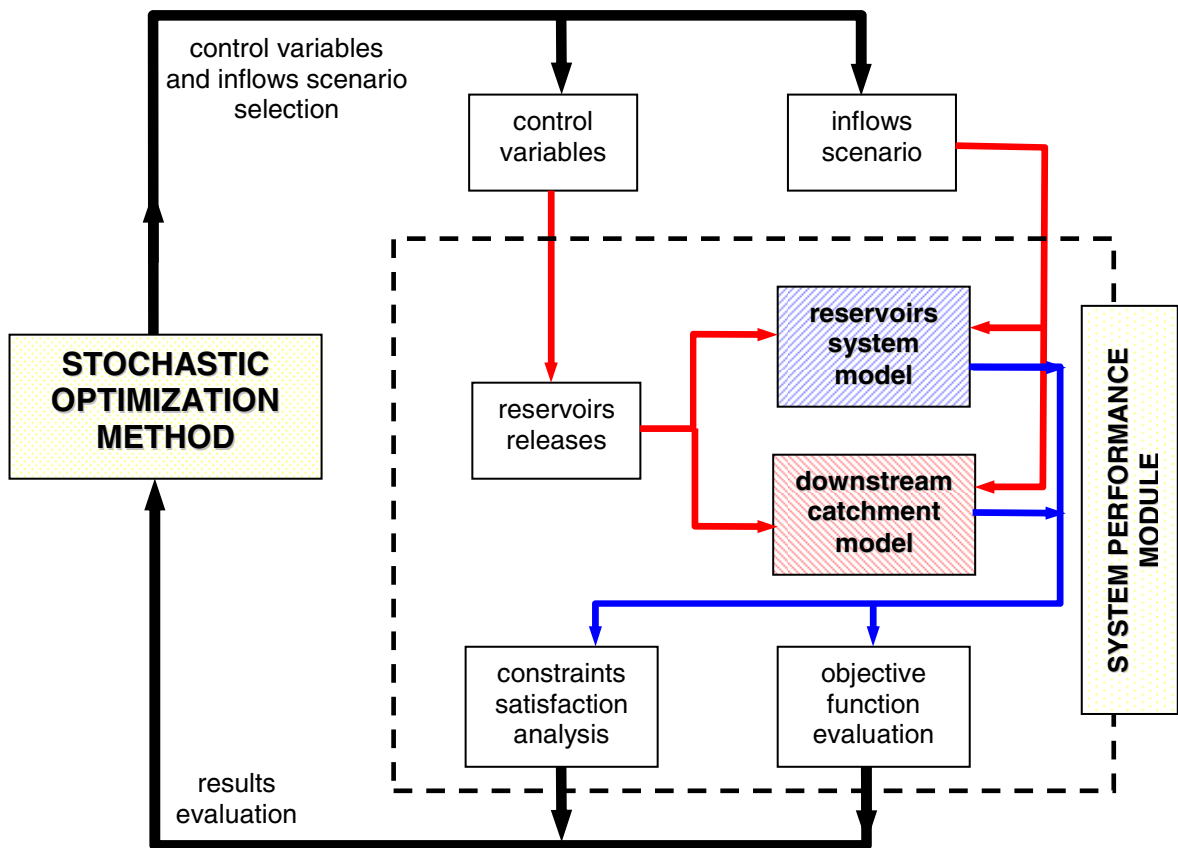 control variables
and inflows scenario
selection
control
variables
inflows
scenario
STOCHASTIC
OPTIMIZATION
METHOD
reservoirs
system
model
reservoirs
releases
downstream
catchment
model
SYSTEM PERFORMANCE
MODULE
constraints
satisfaction
analysis
objective
function
evaluation
results
evaluation